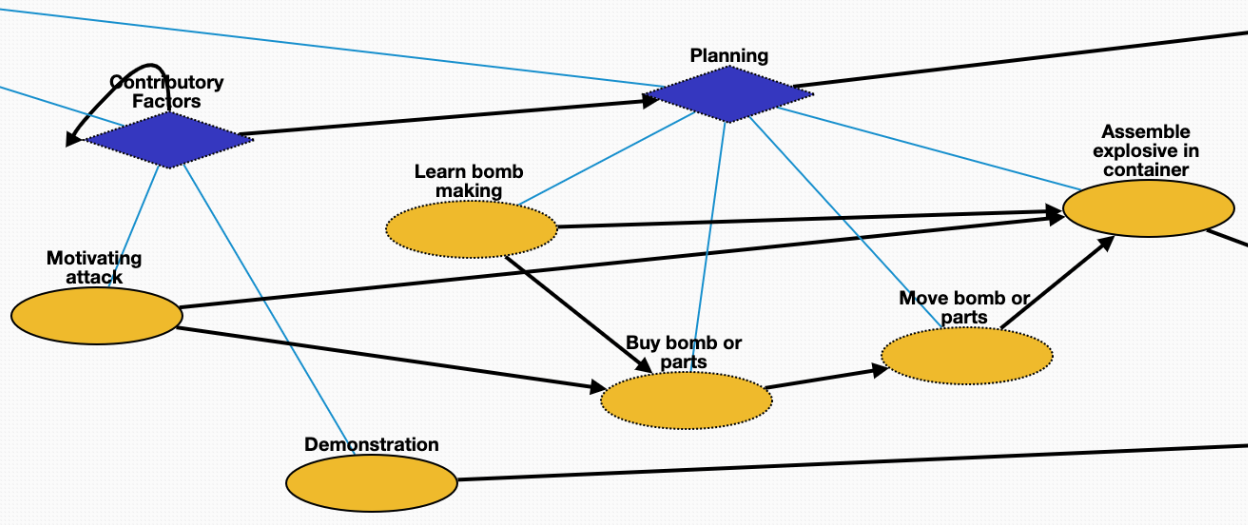 Planning
Contributory
Factors
Assemble
explosive in
container
Learn bomb
making
Motivating
attack
Move bomb or
parts
Buy bomb or
parts
Demonstration